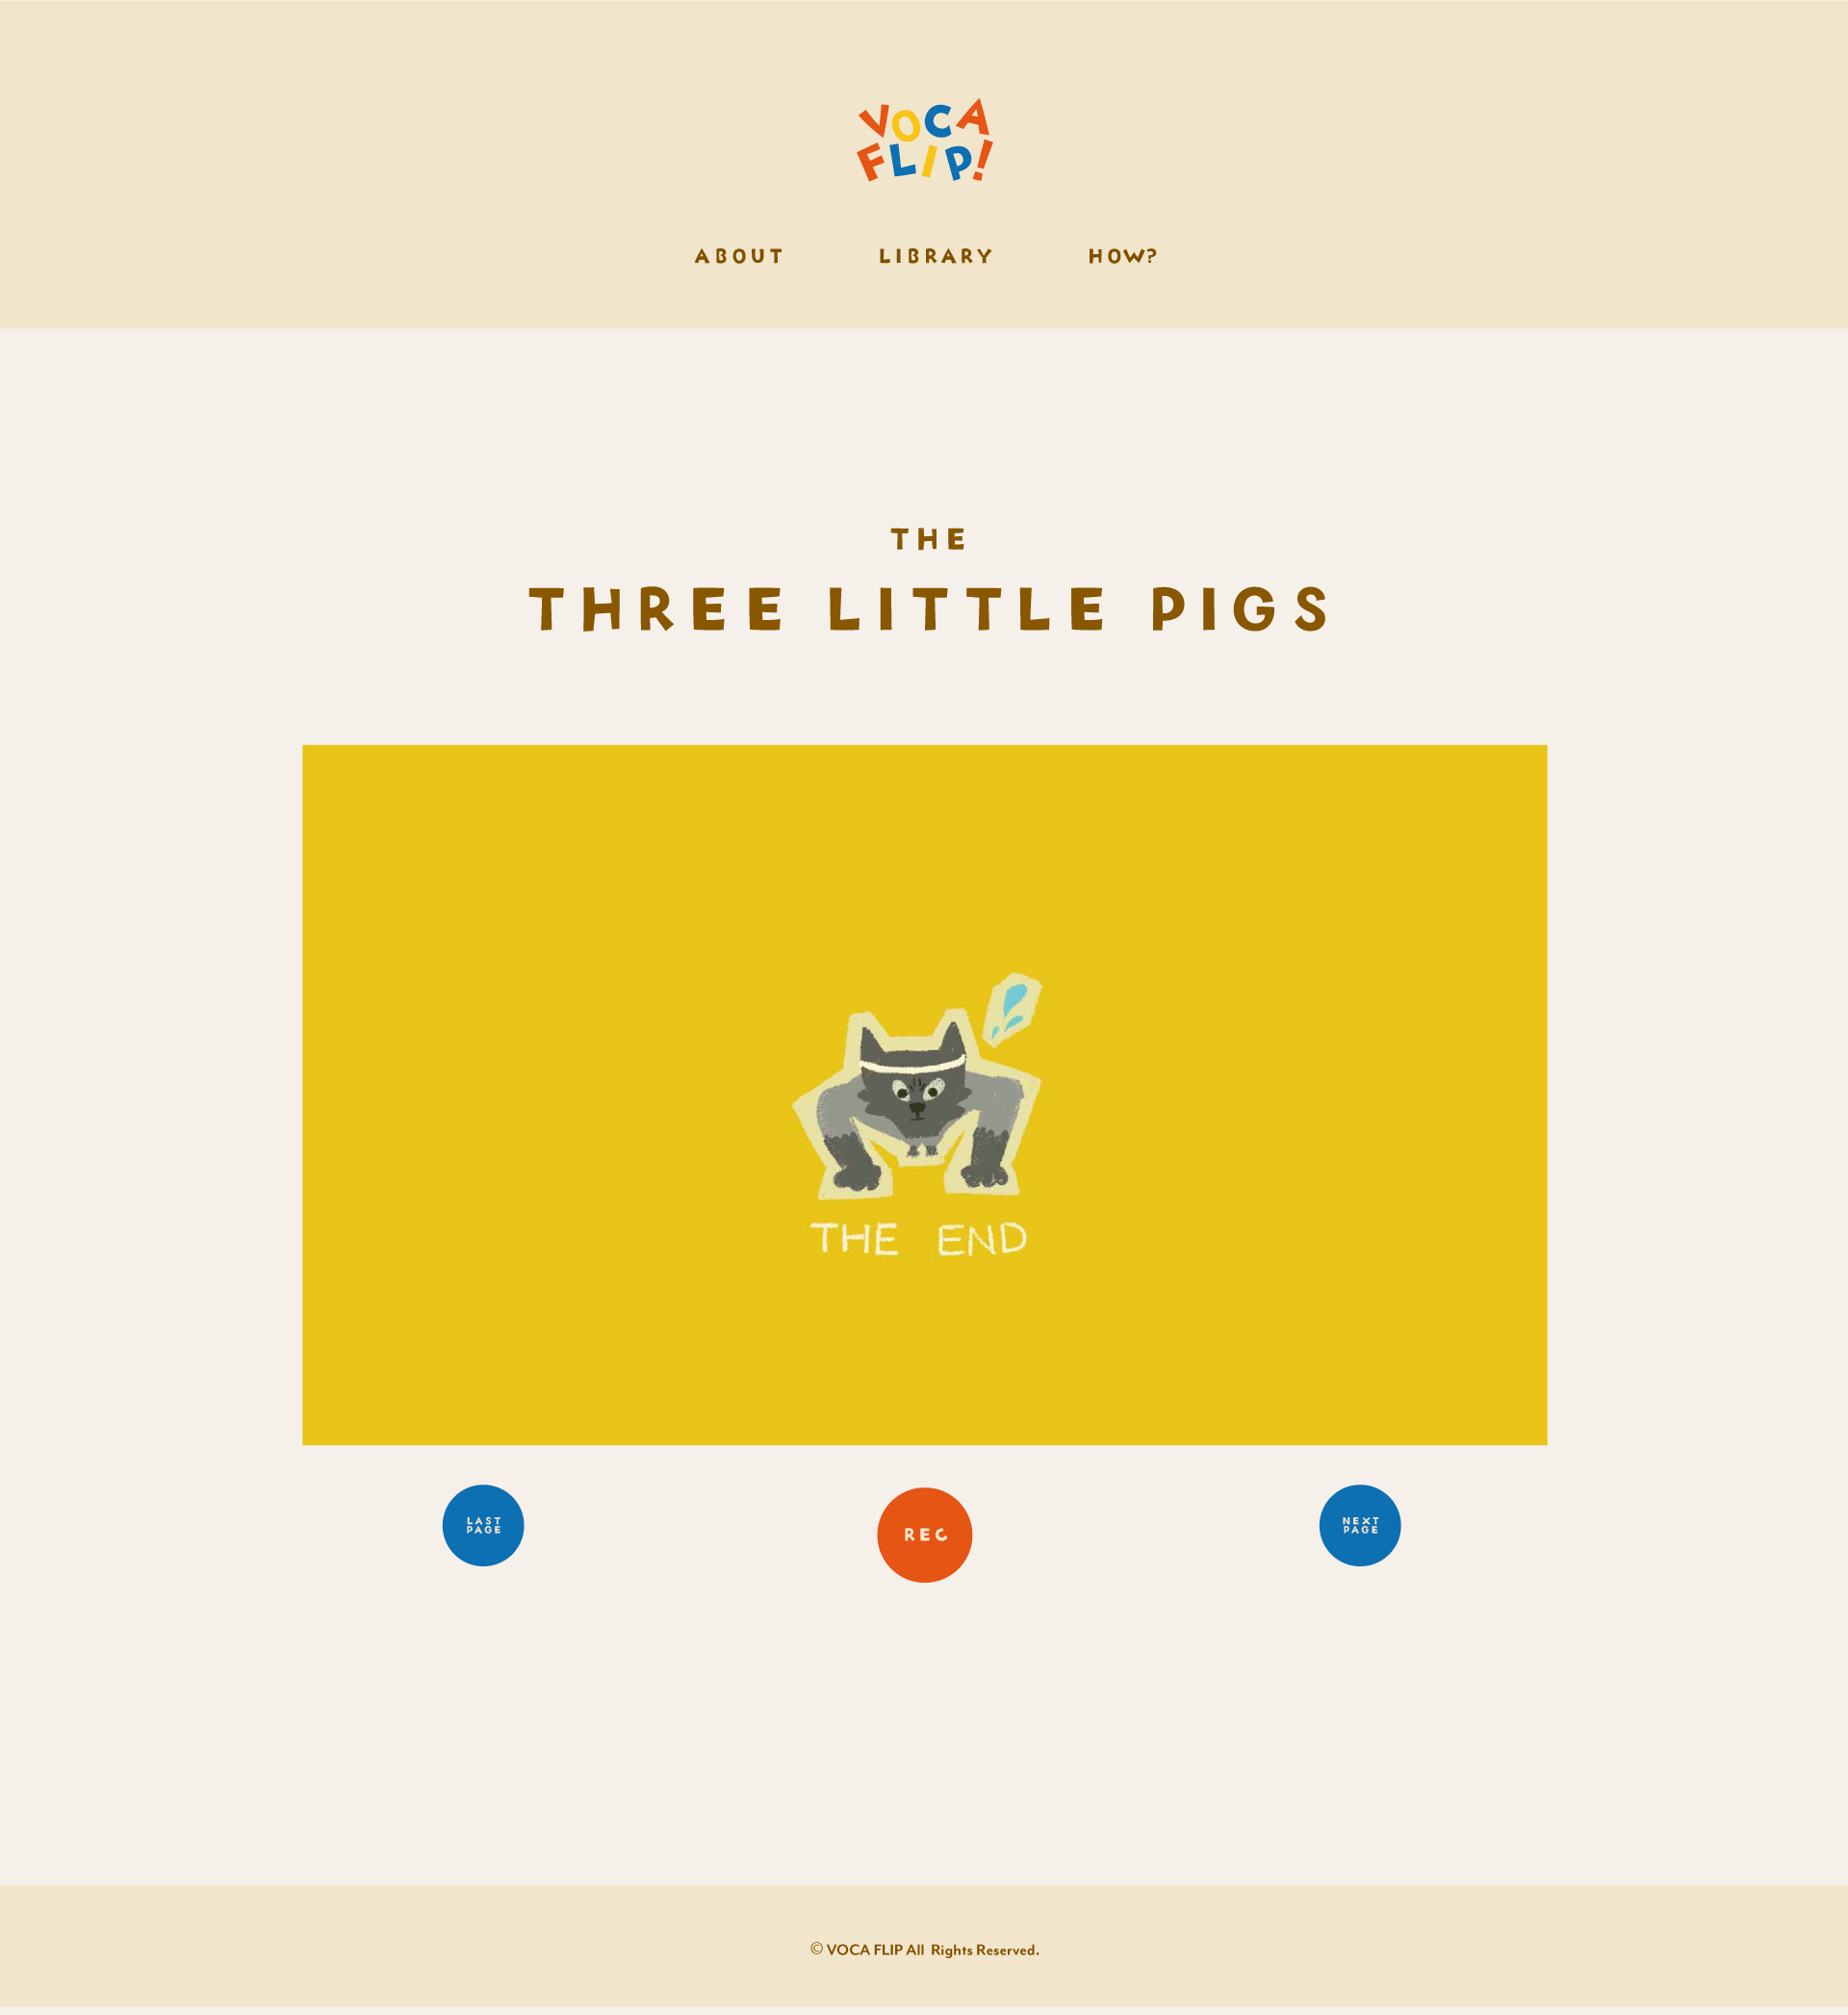 VOCA
FLIP!
ABOUT LIBRARY HOW?
THE
THREE LITTLE PIGS
THE END
LAST
PAGE
REC
NEXT
PAGE
© VOCA FLIP All Rights Reserved.